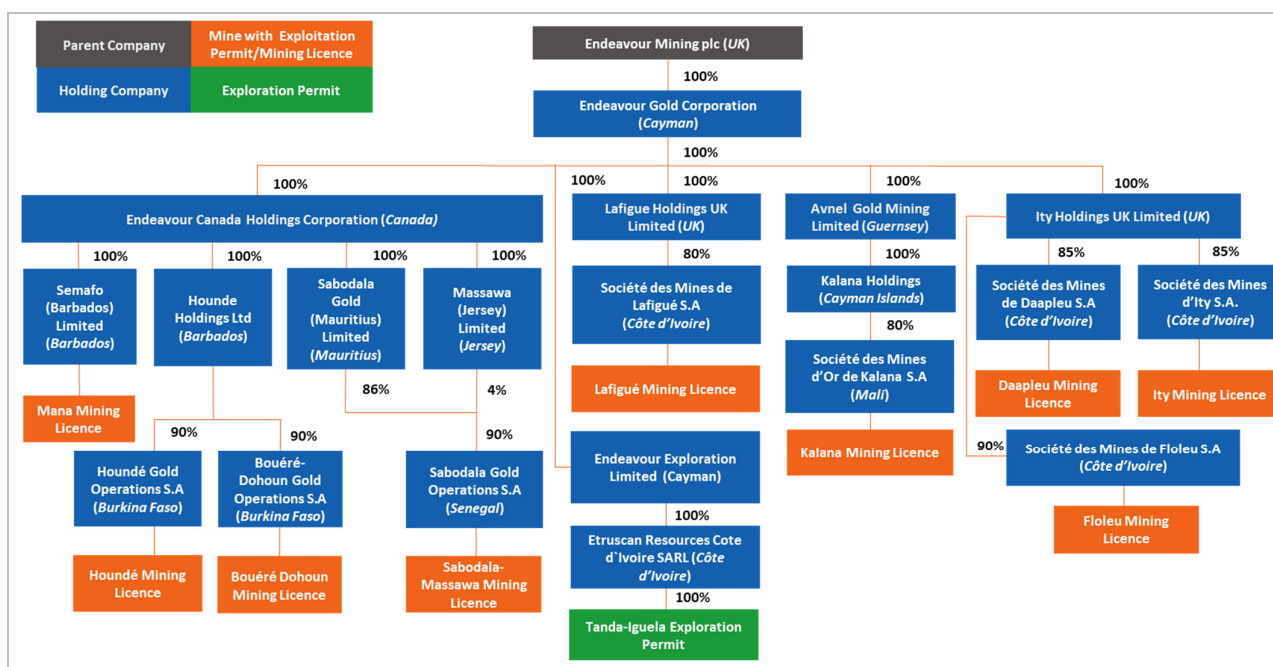 Parent Company
Mine with Exploitation
Permit/Mining Licence
Holding Company
Exploration Permit
Endeavour Mining plc (UK)
100%
Endeavour Gold Corporation
(Cayman)
100%
100%
100%
100%
100%
100%
Endeavour Canada Holdings Corporation (Canada)
Lafigue Holdings UK
Limited (UK)
Avnel Gold Mining
Limited (Guernsey)
Ity Holdings UK Limited (UK)
100%
100%
100%
100%
80%
100%
85%
85%
Semafo
(Barbados)
Limited
(Barbados)
Hounde
Holdings Ltd
(Barbados)
Sabodala
Gold
(Mauritius)
Limited
(Mauritius)
Massawa
(Jersey)
Limited
(Jersey)
Société des Mines de
Lafigué S.A
(Côte d’Ivoire)
Kalana Holdings
(Cayman Islands)
Société des Mines
de Daapleu S.A
(Côte d’Ivoire)
Société des Mines
d’Ity S.A.
(Côte d’Ivoire)
80%
86%
4%
Société des Mines
d’Or de Kalana S.A
(Mali)
Lafigué Mining Licence
Daapleu Mining
Licence
Ity Mining Licence
Mana Mining
Licence
90%
90%
90%
90%
Houndé Gold
Operations S.A
(Burkina Faso)
Bouéré-
Dohoun Gold
Operations S.A
(Burkina Faso)
Sabodala Gold
Operations S.A
(Senegal)
Endeavour Exploration
Limited (Cayman)
Kalana Mining Licence
Société des Mines de Floleu S.A
(Côte d’Ivoire)
100%
Floleu Mining
Licence
Houndé Mining
Licence
Bouéré Dohoun
Mining Licence
Sabodala-
Massawa Mining
Licence
Etruscan Resources Cote
d`Ivoire SARL (Côte
d’Ivoire)
100%
Tanda-Iguela Exploration
Permit